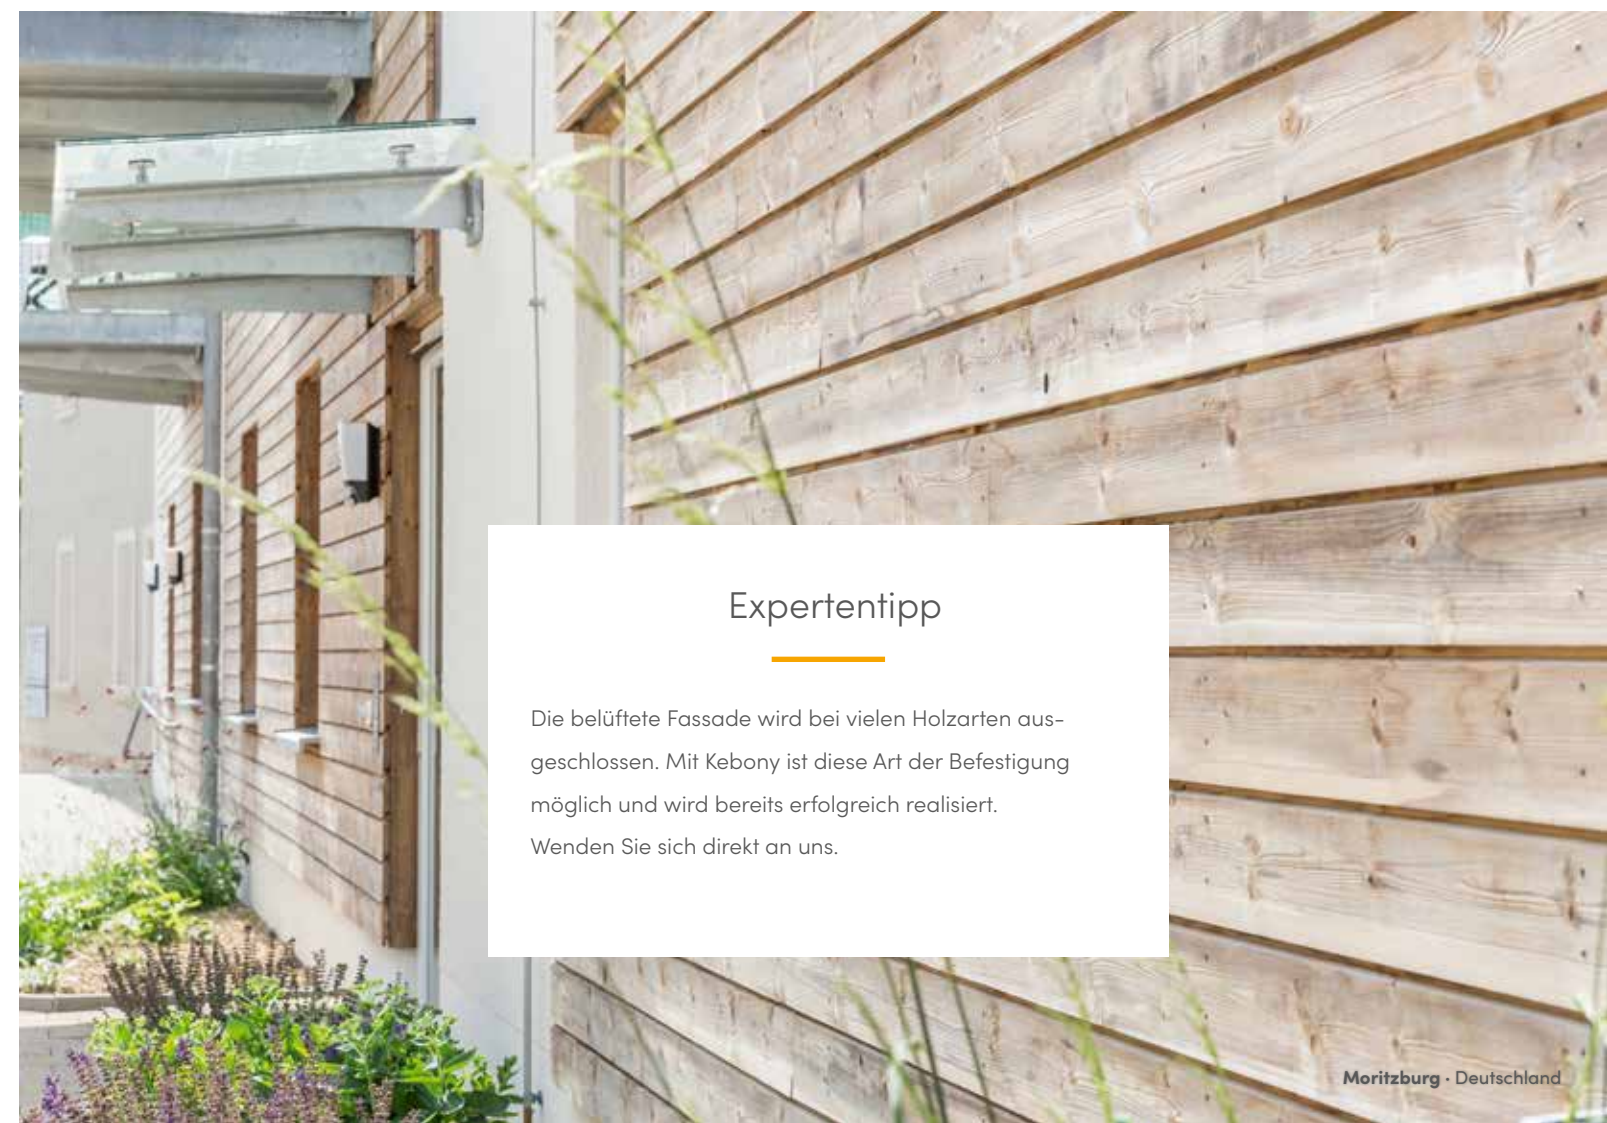 Expertentipp
Die belüftete Fassade wird bei vielen Holzarten aus-
geschlossen. Mit Kebony ist diese Art der Befestigung
möglich und wird bereits erfolgreich realisiert.
Wenden Sie sich direkt an uns.
Moritzburg · Deutschland